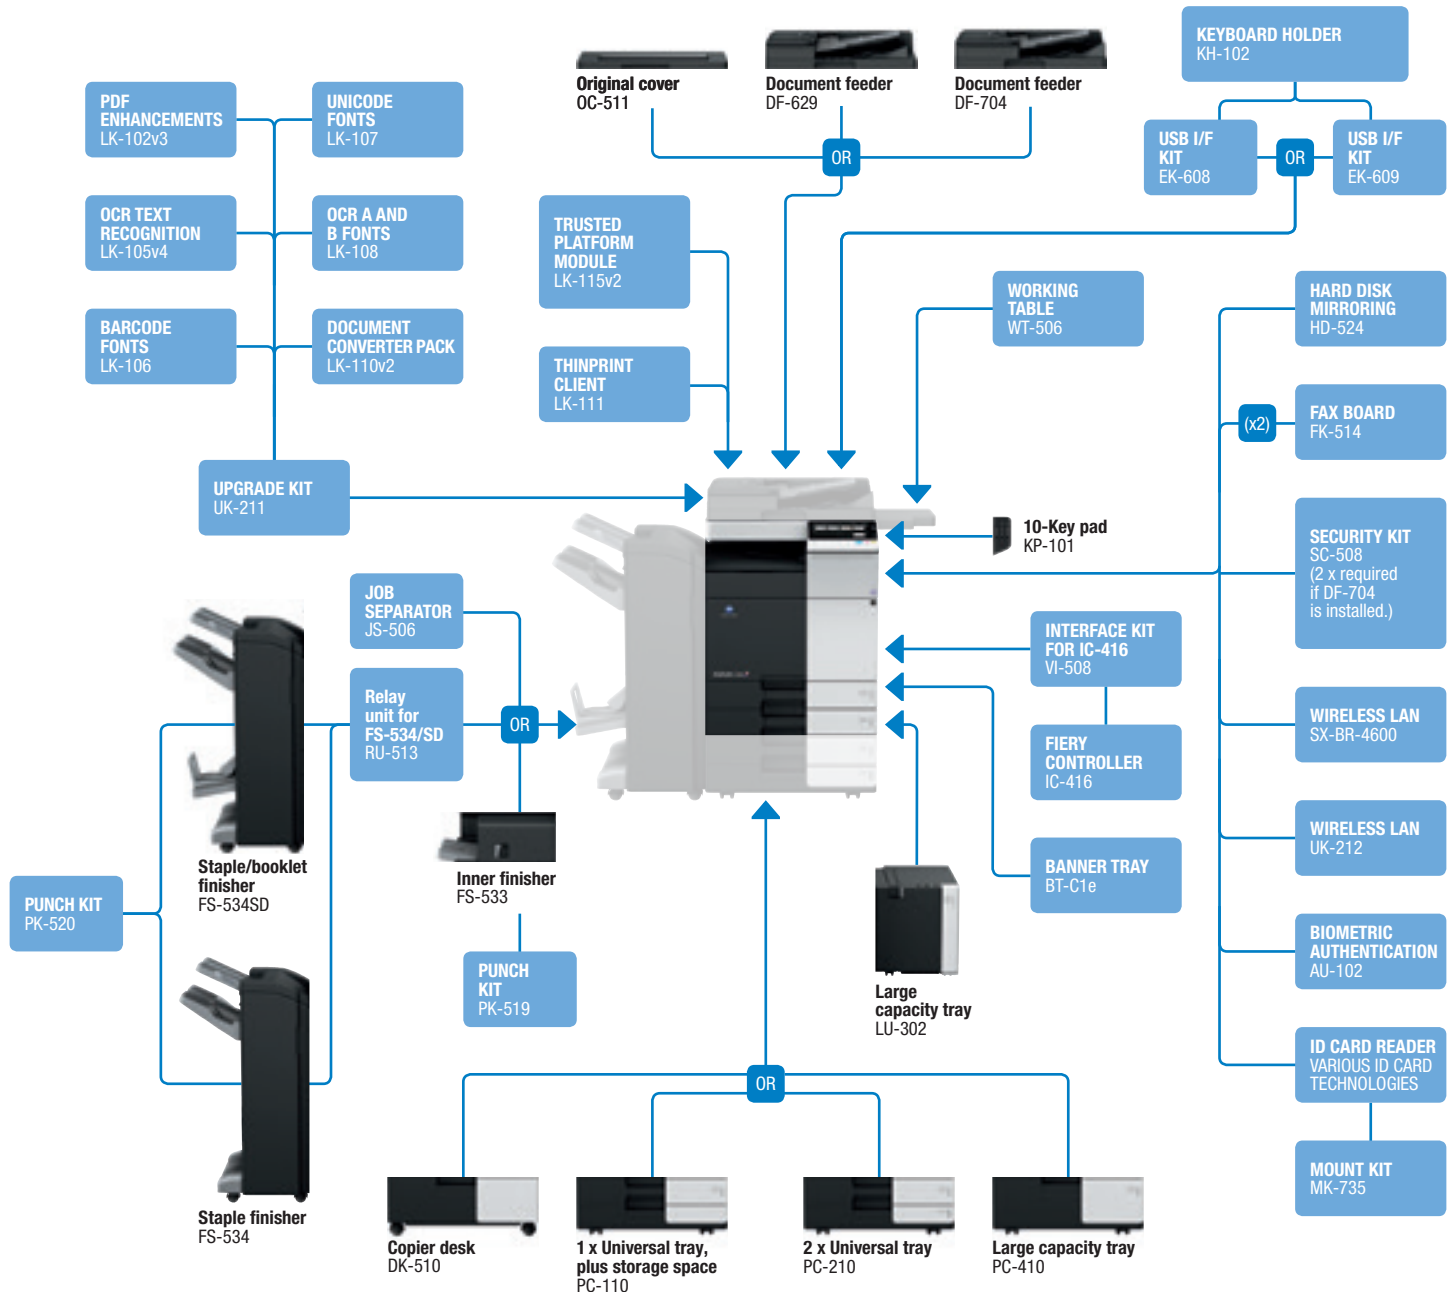 KEYBOARD HOLDER
KH-102
Original cover
OC-511
Document feeder
DF-629
Document feeder
DF-704
PDF
ENHANCEMENTS
LK-102v3
UNICODE
FONTS
LK-107
OR
USB I/F
KIT
EK-608
OR
USB I/F
KIT
EK-609
OCR TEXT
RECOGNITION
LK-105v4
OCR A AND
B FONTS
LK-108
TRUSTED
PLATFORM
MODULE
LK-115v2
WORKING
TABLE
WT-506
HARD DISK
MIRRORING
HD-524
BARCODE
FONTS
LK-106
DOCUMENT
CONVERTER PACK
LK-110v2
THINPRINT
CLIENT
LK-111
(x2)
FAX BOARD
FK-514
UPGRADE KIT
UK-211
10-Key pad
KP-101
SECURITY KIT
SC-508
(2 x required
if DF-704
is installed.)
JOB
SEPARATOR
JS-506
INTERFACE KIT
FOR IC-416
VI-508
Relay
unit for
FS-534/SD
RU-513
OR
WIRELESS LAN
SX-BR-4600
FIERY
CONTROLLER
IC-416
WIRELESS LAN
UK-212
Staple/booklet
finisher
FS-534SD
Inner finisher
FS-533
BANNER TRAY
BT-C1e
PUNCH KIT
PK-520
BIOMETRIC
AUTHENTICATION
AU-102
PUNCH
KIT
PK-519
Large
capacity tray
LU-302
ID CARD READER
VARIOUS ID CARD
TECHNOLOGIES
OR
MOUNT KIT
MK-735
Staple finisher
FS-534
Copier desk
DK-510
1 x Universal tray,
plus storage space
PC-110
2 x Universal tray
PC-210
Large capacity tray
PC-410